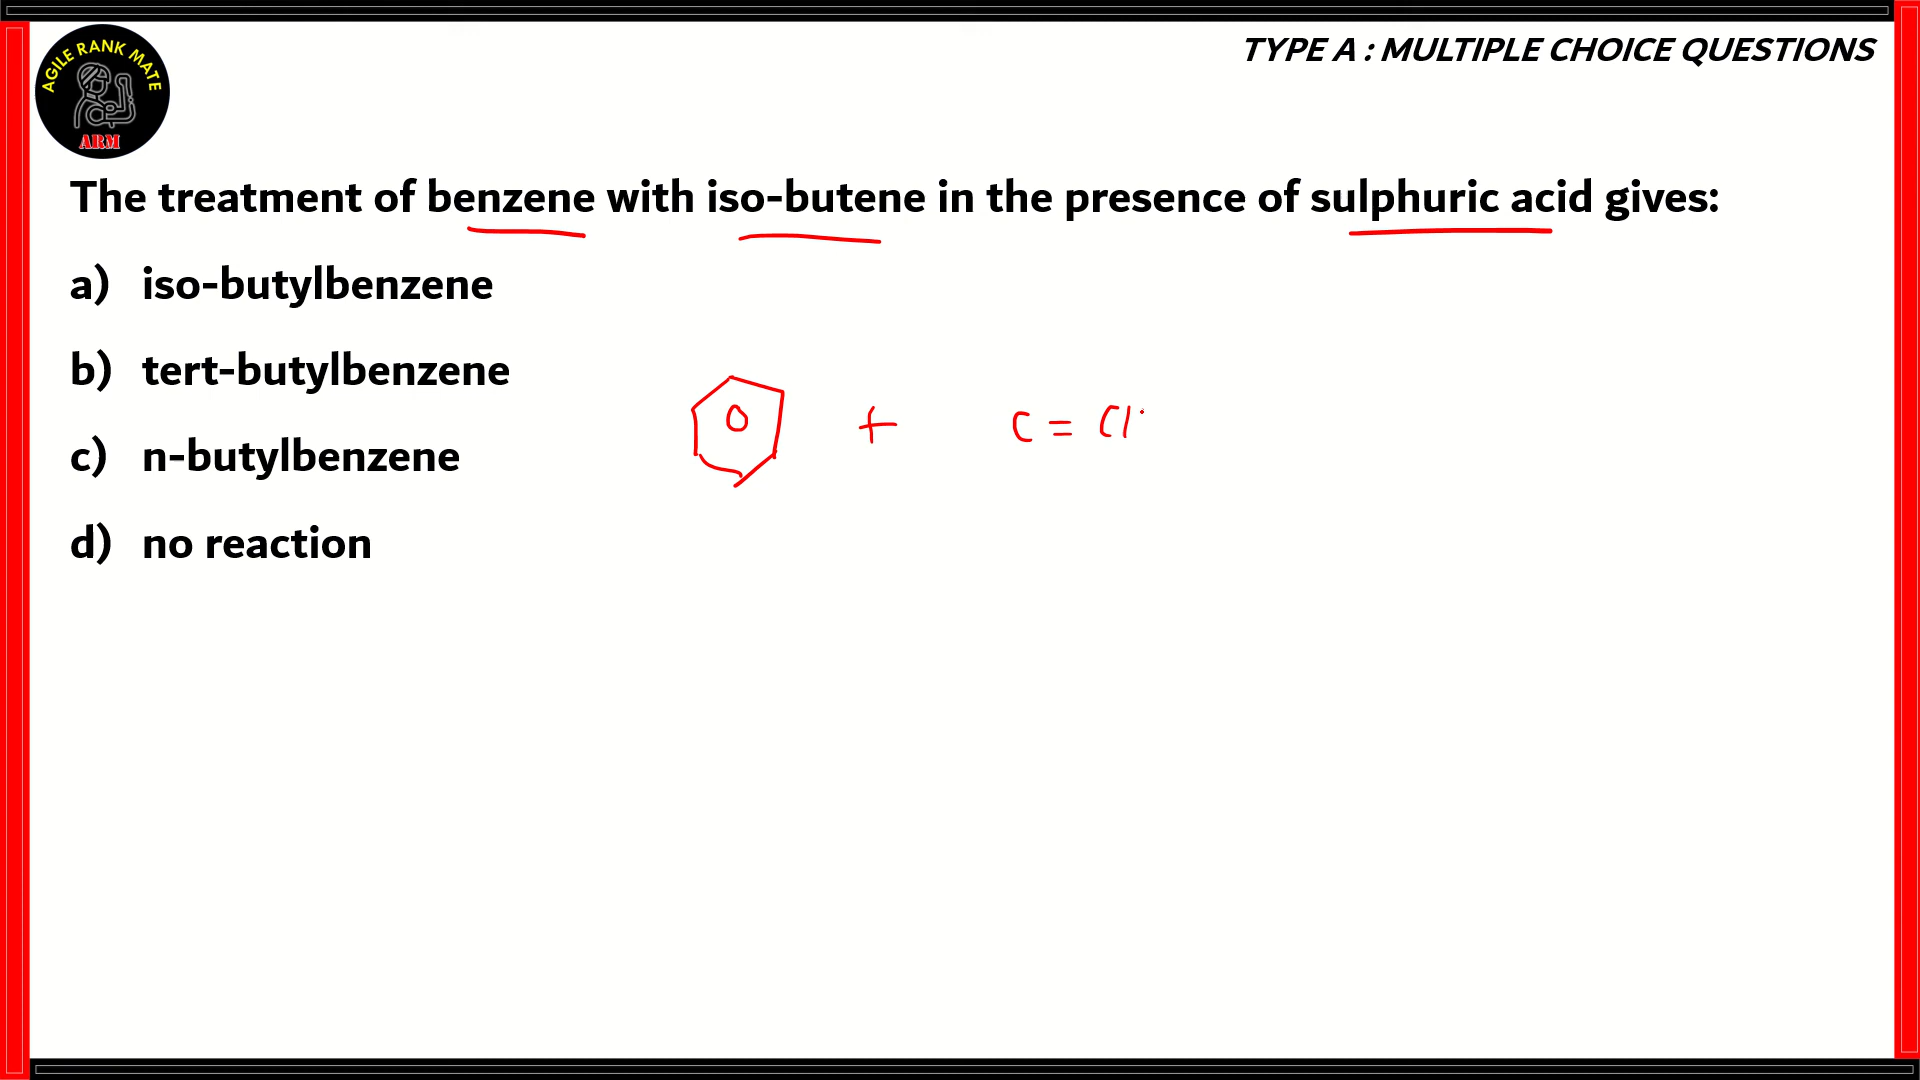 AGILE RANK MATE
ARM
TYPE A : MULTIPLE CHOICE QUESTIONS
The treatment of benzene with iso-butene in the presence of sulphuric acid gives:
a) iso-butylbenzene
b) tert-butylbenzene
c) n-butylbenzene
d) no reaction
+ C = C